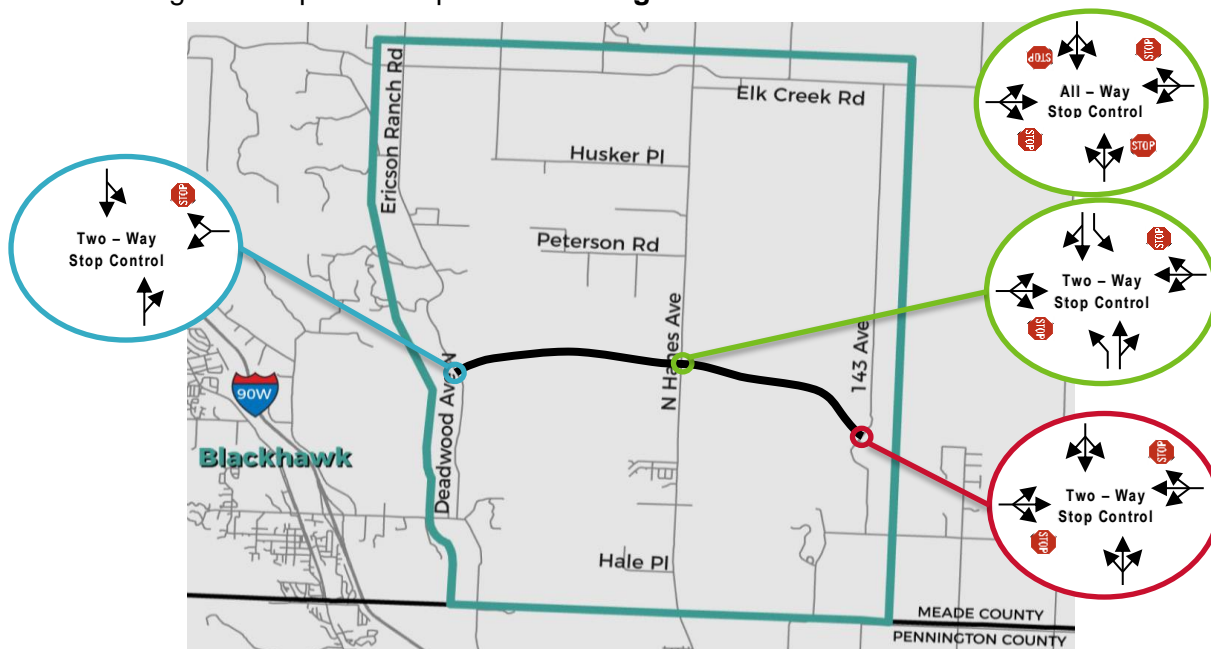 Ericson Ranch Rd
Elk Creek Rd
Husker Pl
Peterson Rd
N Haines Ave
143 Ave
Deadwood Ave N
90W
Blackhawk
Hale Pl
MEADE COUNTY
PENNINGTON COUNTY
STOP
Two – Way
Stop Control
STOP
STOP
All – Way
Stop Control
STOP
STOP
STOP
Two – Way
Stop Control
STOP
STOP
Two – Way
Stop Control
STOP